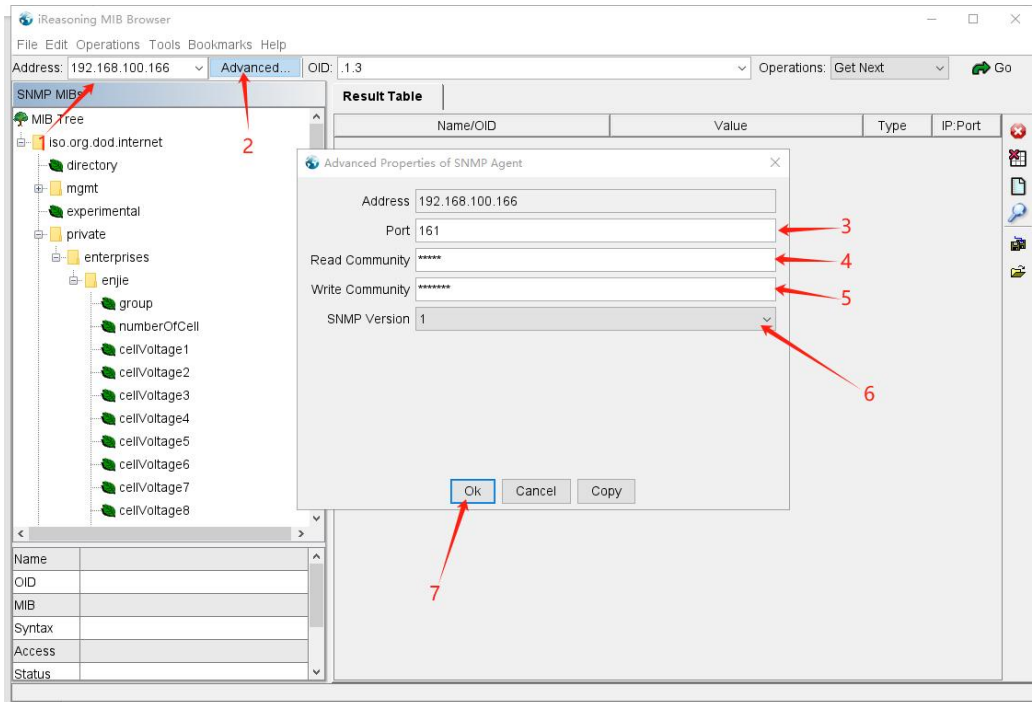 iReasoning MIB Browser
File Edit Operations Tools Bookmarks Help
Address: 192.168.100.166 Advanced... OID: .1.3 Operations: Get Next Go
SNMP MIBs
Result Table
MIB Tree
Name/OID Value Type IP:Port
1
iso.org.dod.internet
2
directory
mgmt
experimental
private
enterprises
enjie
group
numberOfCell
cellVoltage1
cellVoltage2
cellVoltage3
cellVoltage4
cellVoltage5
cellVoltage6
cellVoltage7
cellVoltage8
Advanced Properties of SNMP Agent
Address 192.168.100.166
Port 161
3
Read Community *****
4
Write Community *******
5
SNMP Version 1
6
Ok Cancel Copy
7
Name
OID
MIB
Syntax
Access
Status